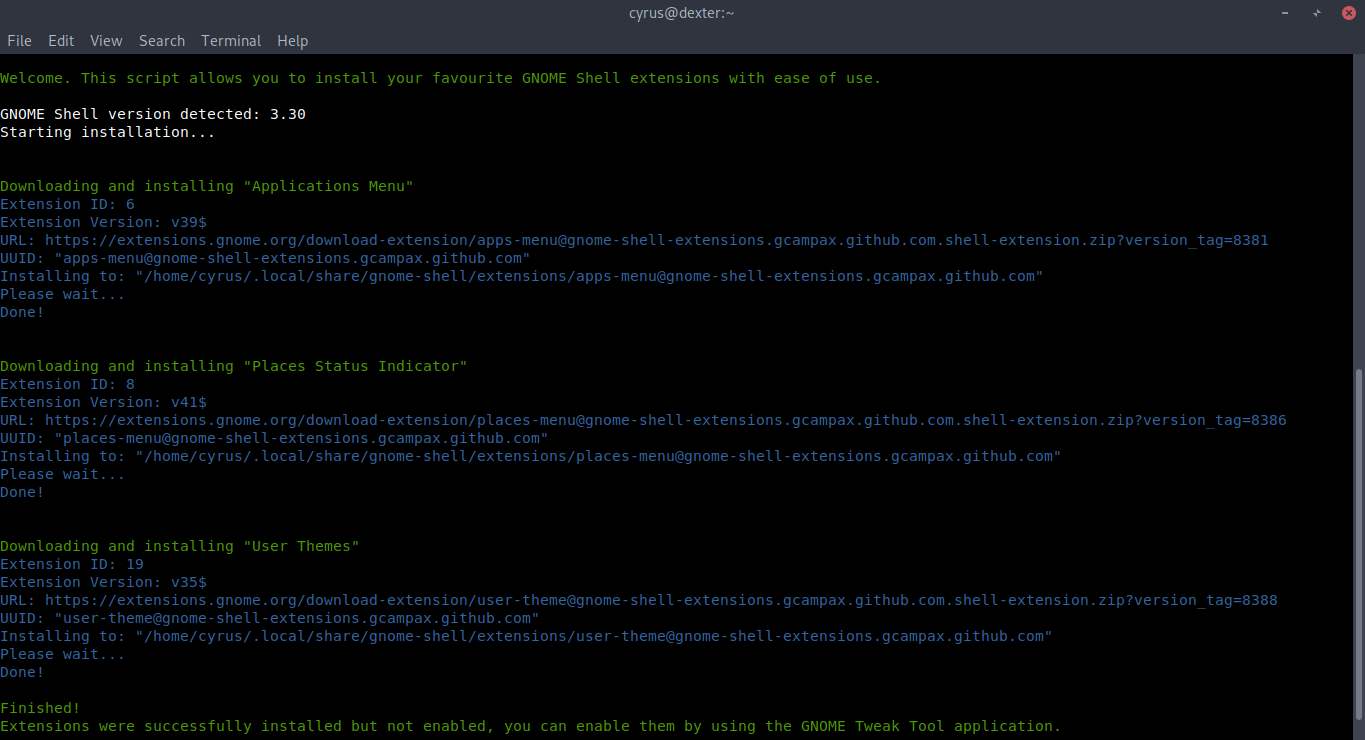 cyrus@dexter:~
File Edit View Search Terminal Help
Welcome. This script allows you to install your favourite GNOME Shell extensions with ease of use.
GNOME Shell version detected: 3.30
Starting installation...
Downloading and installing "Applications Menu"
Extension ID: 6
Extension Version: v39$
URL: https://extensions.gnome.org/download-extension/apps-menu@gnome-shell-extensions.gcampax.github.com.shell-extension.zip?version_tag=8381
UUID: "apps-menu@gnome-shell-extensions.gcampax.github.com"
Installing to: "/home/cyrus/.local/share/gnome-shell/extensions/apps-menu@gnome-shell-extensions.gcampax.github.com"
Please wait...
Done!
Downloading and installing "Places Status Indicator"
Extension ID: 8
Extension Version: v41$
URL: https://extensions.gnome.org/download-extension/places-menu@gnome-shell-extensions.gcampax.github.com.shell-extension.zip?version_tag=8386
UUID: "places-menu@gnome-shell-extensions.gcampax.github.com"
Installing to: "/home/cyrus/.local/share/gnome-shell/extensions/places-menu@gnome-shell-extensions.gcampax.github.com"
Please wait...
Done!
Downloading and installing "User Themes"
Extension ID: 19
Extension Version: v35$
URL: https://extensions.gnome.org/download-extension/user-theme@gnome-shell-extensions.gcampax.github.com.shell-extension.zip?version_tag=8388
UUID: "user-theme@gnome-shell-extensions.gcampax.github.com"
Installing to: "/home/cyrus/.local/share/gnome-shell/extensions/user-theme@gnome-shell-extensions.gcampax.github.com"
Please wait...
Done!
Finished!
Extensions were successfully installed but not enabled, you can enable them by using the GNOME Tweak Tool application.